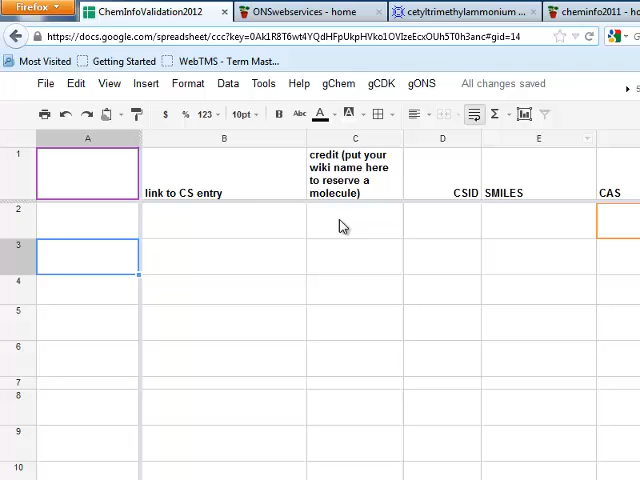 Firefox
ChemInfoValidation2012
ONSwebservices - home
cetyltrimethylammonium ...
cheminfo2011 - ho
https://docs.google.com/spreadsheet/ccc?key=0Ak1R8T6wt4YQdHFpUkpHVko1OVIzeEcxOUh5T0h3anc#gid=14
Most Visited
Getting Started
WebTMS - Term Mast...
File Edit View Insert Format Data Tools Help gChem gCDK gONS All changes saved
$ % 123 10pt B Abc A A Σ
A B C D E
1
link to CS entry
credit (put your
wiki name here
to reserve a
molecule)
CSID
SMILES
CAS
2
3
4
5
6
7
8
9
10